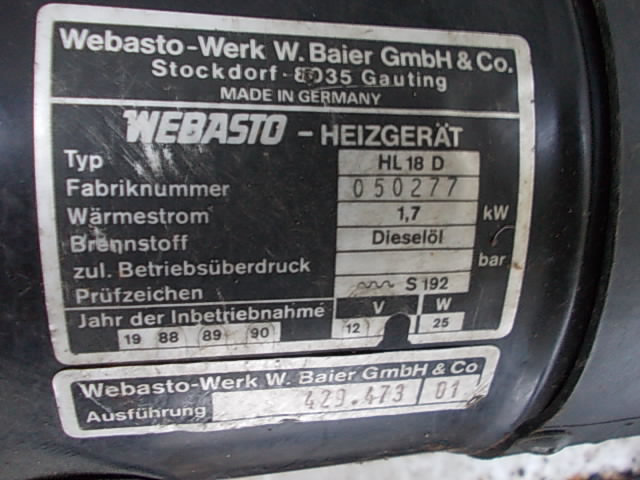 Webasto-Werk W. Baier GmbH & Co.
Stockdorf - 8035 Gauting
MADE IN GERMANY
WEBASTO - HEIZGERÄT
Typ HL 18 D
Fabriknummer 050277
Wärmestrom 1,7 kW
Brennstoff Dieselöl
zul. Betriebsüberdruck bar
Prüfzeichen S 192
Jahr der Inbetriebnahme V W
19 88 89 90 12 25
Webasto-Werk W. Baier GmbH & Co
Ausführung 429.473 01